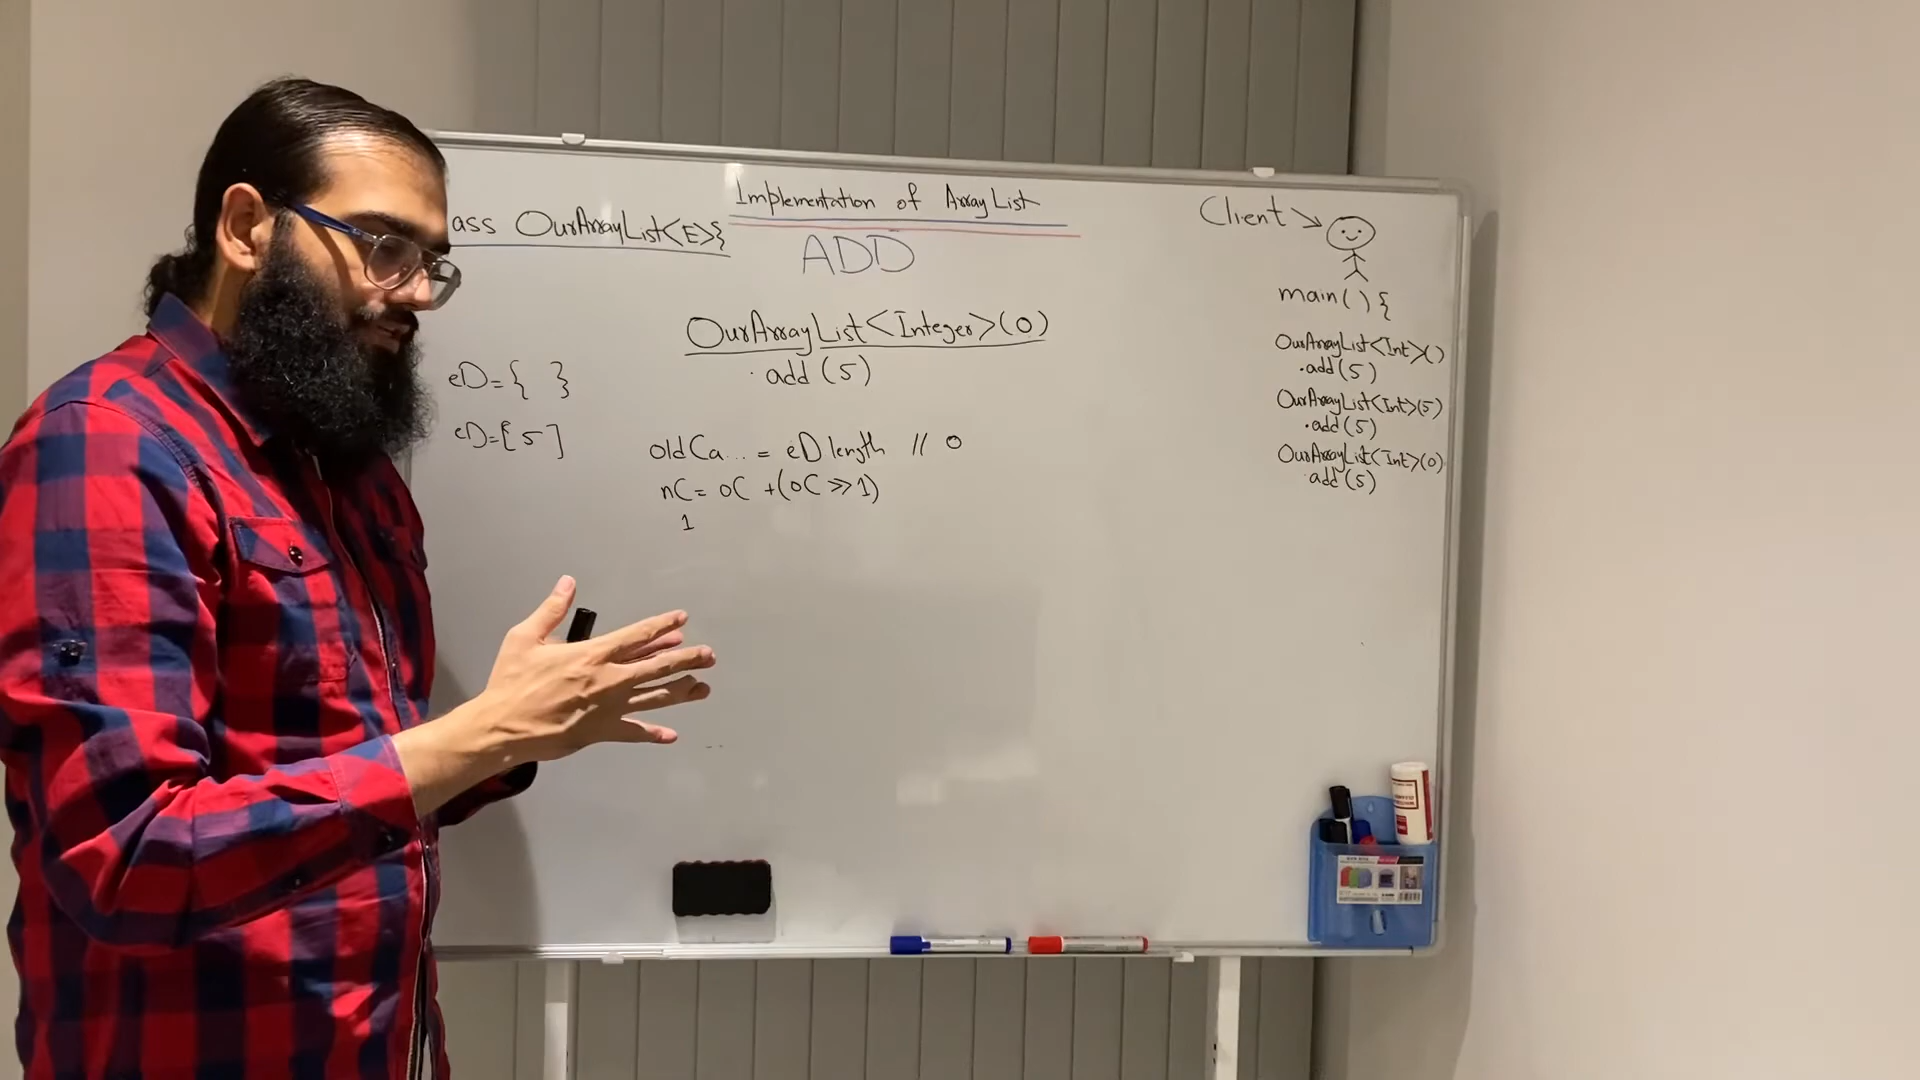 Implementation of ArrayList
ass OurArrayList<E>{
ADD
OurArrayList<Integer>(0)
.add (5)
eD={ }
eD=[5]
oldCa... = eD length // 0
nC= oC +(oC >> 1)
1
Client
main( ) {
OurArrayList<Int>()
.add(5)
OurArrayList<Int>(5)
.add(5)
OurArrayList<Int>(0)
.add(5)